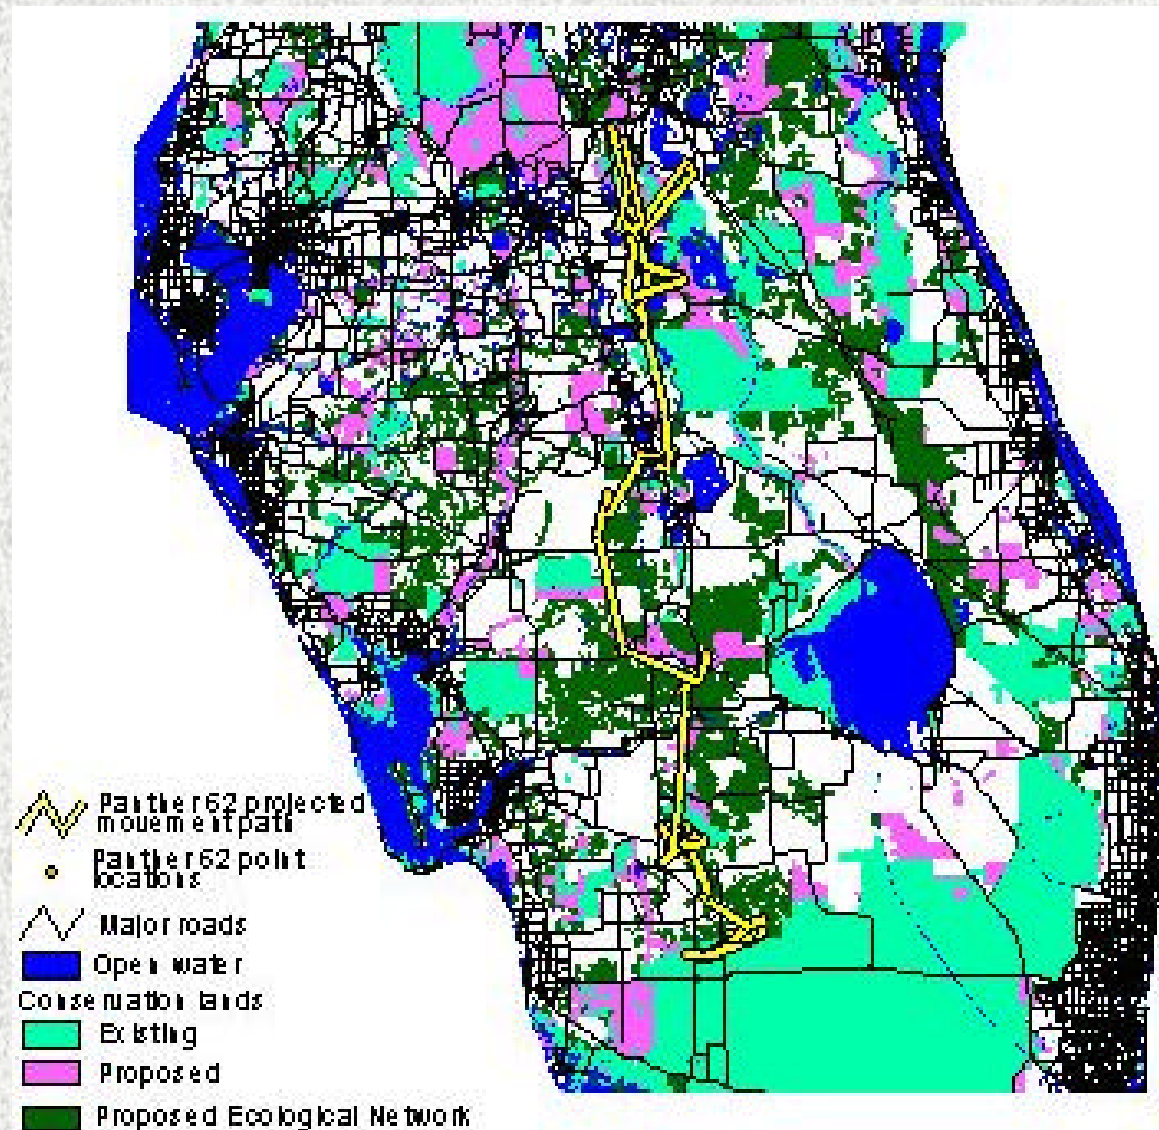 Panther 62 projected
movement path
Panther 62 point
locations
Major roads
Open water
Conservation lands
Existing
Proposed
Proposed Ecological Network